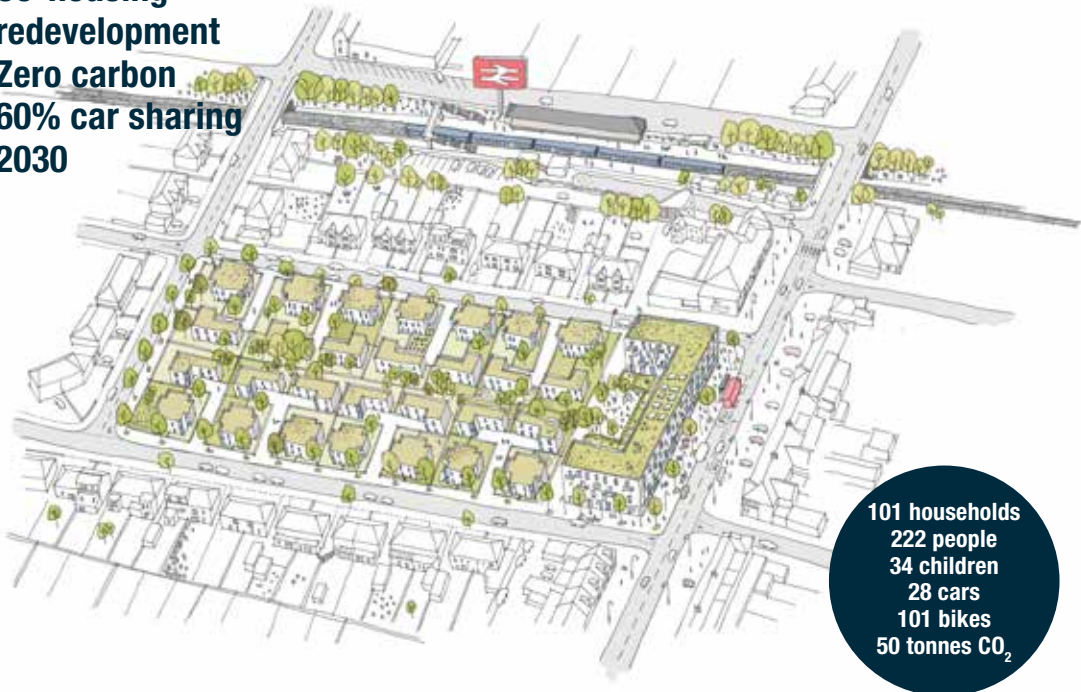 redevelopment
Zero carbon
60% car sharing
2030
101 households
222 people
34 children
28 cars
101 bikes
50 tonnes CO₂